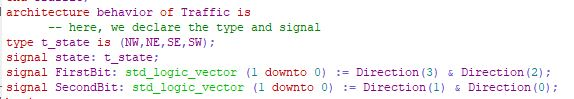 architecture behavior of Traffic is
-- here, we declare the type and signal
type t_state is (NW,NE,SE,SW);
signal state: t_state;
signal FirstBit: std_logic_vector (1 downto 0) := Direction(3) & Direction(2);
signal SecondBit: std_logic_vector (1 downto 0) := Direction(1) & Direction(0);